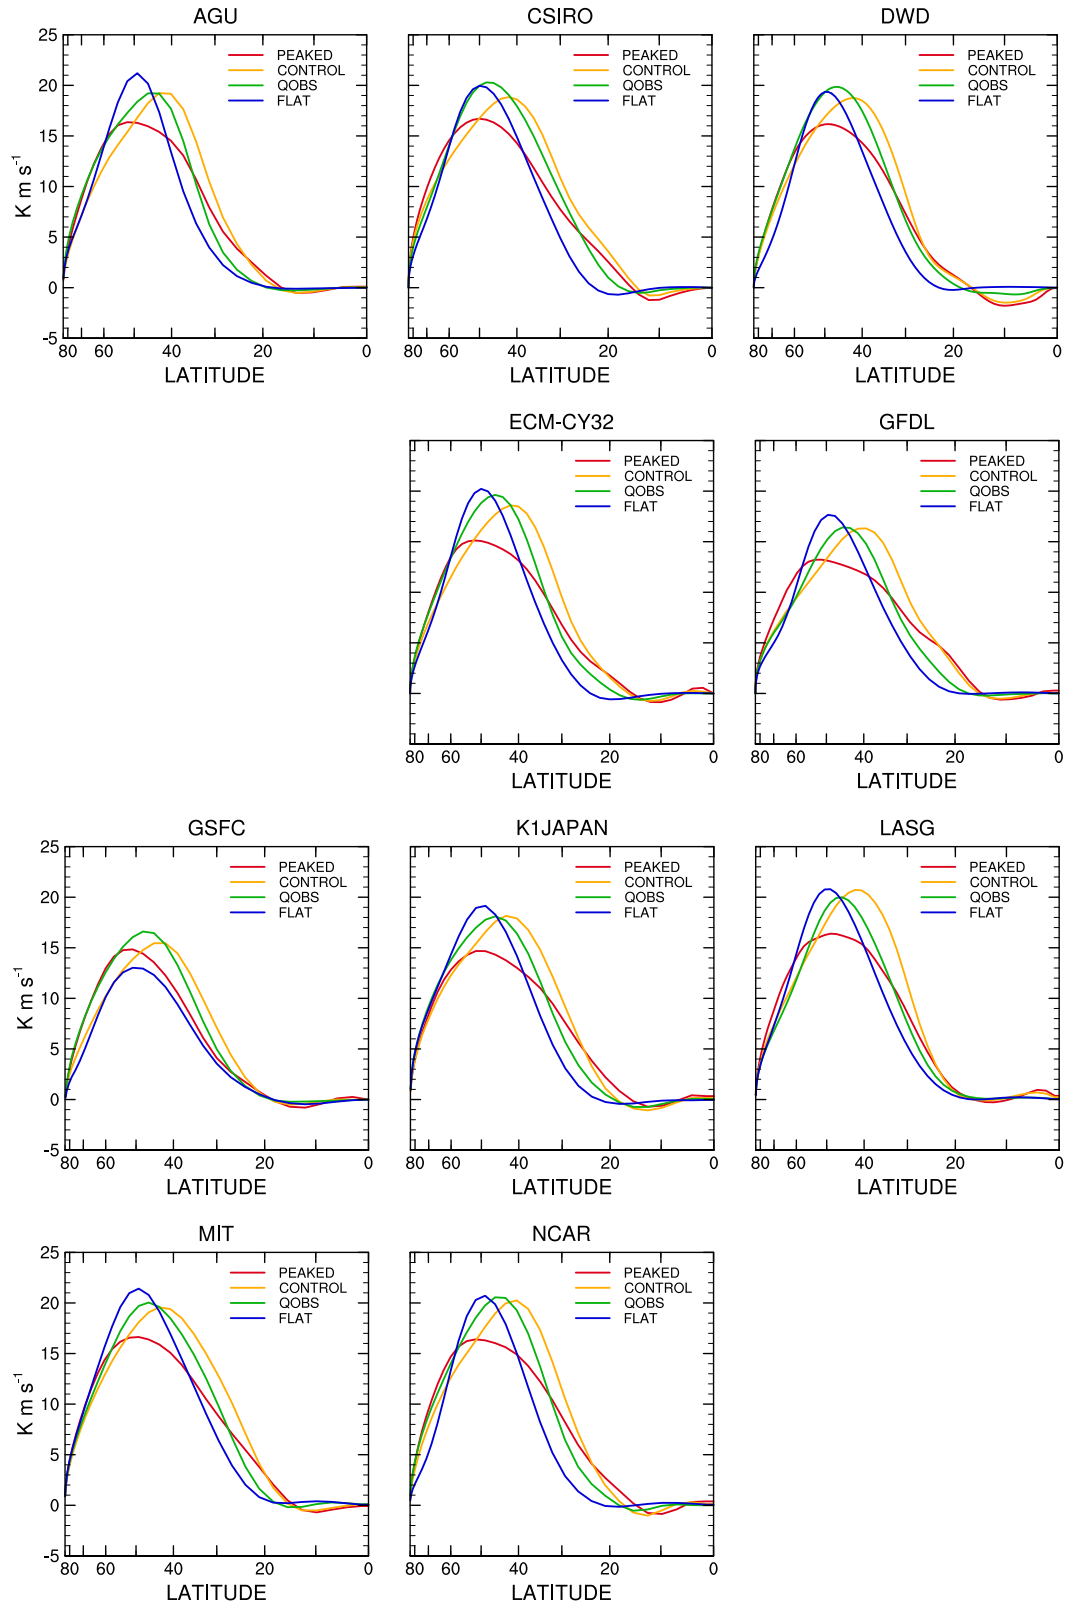 AGU
CSIRO
DWD
25
20
15
10
5
0
-5
K m s⁻¹
PEAKED
CONTROL
QOBS
FLAT
PEAKED
CONTROL
QOBS
FLAT
PEAKED
CONTROL
QOBS
FLAT
80 60 40 20 0
80 60 40 20 0
80 60 40 20 0
LATITUDE
LATITUDE
LATITUDE
ECM-CY32
GFDL
PEAKED
CONTROL
QOBS
FLAT
PEAKED
CONTROL
QOBS
FLAT
80 60 40 20 0
80 60 40 20 0
LATITUDE
LATITUDE
GSFC
K1JAPAN
LASG
25
20
15
10
5
0
-5
K m s⁻¹
PEAKED
CONTROL
QOBS
FLAT
PEAKED
CONTROL
QOBS
FLAT
PEAKED
CONTROL
QOBS
FLAT
80 60 40 20 0
80 60 40 20 0
80 60 40 20 0
LATITUDE
LATITUDE
LATITUDE
MIT
NCAR
25
20
15
10
5
0
-5
K m s⁻¹
PEAKED
CONTROL
QOBS
FLAT
PEAKED
CONTROL
QOBS
FLAT
80 60 40 20 0
80 60 40 20 0
LATITUDE
LATITUDE